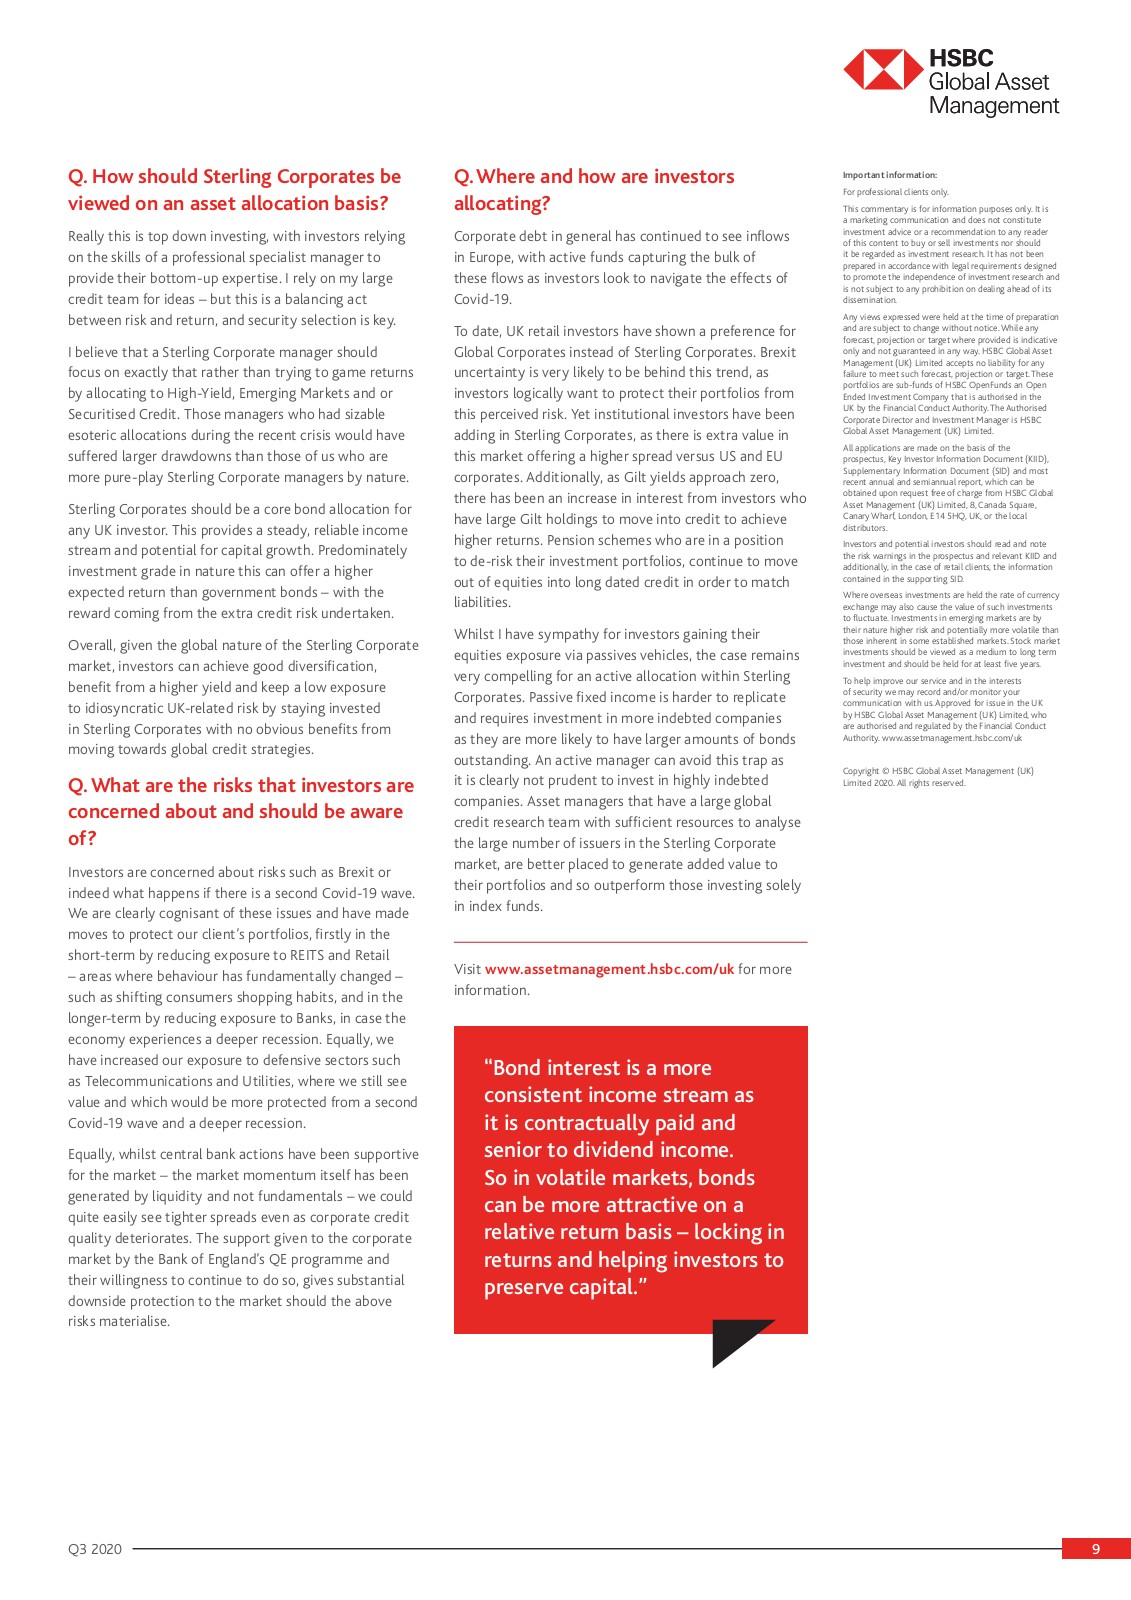 HSBC
Global Asset
Management
Q. How should Sterling Corporates be
viewed on an asset allocation basis?
Really this is top down investing, with investors relying
on the skills of a professional specialist manager to
provide their bottom-up expertise. I rely on my large
credit team for ideas – but this is a balancing act
between risk and return, and security selection is key.
I believe that a Sterling Corporate manager should
focus on exactly that rather than trying to game returns
by allocating to High-Yield, Emerging Markets and or
Securitised Credit. Those managers who had sizable
esoteric allocations during the recent crisis would have
suffered larger drawdowns than those of us who are
more pure-play Sterling Corporate managers by nature.
Sterling Corporates should be a core bond allocation for
any UK investor. This provides a steady, reliable income
stream and potential for capital growth. Predominately
investment grade in nature this can offer a higher
expected return than government bonds – with the
reward coming from the extra credit risk undertaken.
Overall, given the global nature of the Sterling Corporate
market, investors can achieve good diversification,
benefit from a higher yield and keep a low exposure
to idiosyncratic UK-related risk by staying invested
in Sterling Corporates with no obvious benefits from
moving towards global credit strategies.
Q. What are the risks that investors are
concerned about and should be aware
of?
Investors are concerned about risks such as Brexit or
indeed what happens if there is a second Covid-19 wave.
We are clearly cognisant of these issues and have made
moves to protect our client's portfolios, firstly in the
short-term by reducing exposure to REITS and Retail
– areas where behaviour has fundamentally changed –
such as shifting consumers shopping habits, and in the
longer-term by reducing exposure to Banks, in case the
economy experiences a deeper recession. Equally, we
have increased our exposure to defensive sectors such
as Telecommunications and Utilities, where we still see
value and which would be more protected from a second
Covid-19 wave and a deeper recession.
Equally, whilst central bank actions have been supportive
for the market – the market momentum itself has been
generated by liquidity and not fundamentals – we could
quite easily see tighter spreads even as corporate credit
quality deteriorates. The support given to the corporate
market by the Bank of England's QE programme and
their willingness to continue to do so, gives substantial
downside protection to the market should the above
risks materialise.
Q. Where and how are investors
allocating?
Corporate debt in general has continued to see inflows
in Europe, with active funds capturing the bulk of
these flows as investors look to navigate the effects of
Covid-19.
To date, UK retail investors have shown a preference for
Global Corporates instead of Sterling Corporates. Brexit
uncertainty is very likely to be behind this trend, as
investors logically want to protect their portfolios from
this perceived risk. Yet institutional investors have been
adding in Sterling Corporates, as there is extra value in
this market offering a higher spread versus US and EU
corporates. Additionally, as Gilt yields approach zero,
there has been an increase in interest from investors who
have large Gilt holdings to move into credit to achieve
higher returns. Pension schemes who are in a position
to de-risk their investment portfolios, continue to move
out of equities into long dated credit in order to match
liabilities.
Whilst I have sympathy for investors gaining their
equities exposure via passives vehicles, the case remains
very compelling for an active allocation within Sterling
Corporates. Passive fixed income is harder to replicate
and requires investment in more indebted companies
as they are more likely to have larger amounts of bonds
outstanding. An active manager can avoid this trap as
it is clearly not prudent to invest in highly indebted
companies. Asset managers that have a large global
credit research team with sufficient resources to analyse
the large number of issuers in the Sterling Corporate
market, are better placed to generate added value to
their portfolios and so outperform those investing solely
in index funds.
Visit www.assetmanagement.hsbc.com/uk for more
information.
“Bond interest is a more
consistent income stream as
it is contractually paid and
senior to dividend income.
So in volatile markets, bonds
can be more attractive on a
relative return basis – locking in
returns and helping investors to
preserve capital.”
Important information:
For professional clients only.
This commentary is for information purposes only. It is
a marketing communication and does not constitute
investment advice or a recommendation to any reader
of this content to buy or sell investments nor should
it be regarded as investment research. It has not been
prepared in accordance with legal requirements designed
to promote the independence of investment research and
is not subject to any prohibition on dealing ahead of its
dissemination.
Any views expressed were held at the time of preparation
and are subject to change without notice. While any
forecast, projection or target where provided is indicative
only and not guaranteed in any way. HSBC Global Asset
Management (UK) Limited accepts no liability for any
failure to meet such forecast, projection or target. These
portfolios are sub-funds of HSBC OpenFunds an Open
Ended Investment Company that is authorised in the
UK by the Financial Conduct Authority. The Authorised
Corporate Director and Investment Manager is HSBC
Global Asset Management (UK) Limited.
All applications are made on the basis of the
prospectus, Key Investor Information Document (KIID),
Supplementary Information Document (SID) and most
recent annual and semiannual report, which can be
obtained upon request free of charge from HSBC Global
Asset Management (UK) Limited, 8, Canada Square,
Canary Wharf, London, E14 5HQ, UK, or the local
distributors.
Investors and potential investors should read and note
the risk warnings in the prospectus and relevant KIID and
additionally, in the case of retail clients, the information
contained in the supporting SID.
Where overseas investments are held the rate of currency
exchange may also cause the value of such investments
to fluctuate. Investments in emerging markets are by
their nature higher risk and potentially more volatile than
those inherent in some established markets. Stock market
investments should be viewed as a medium to long term
investment and should be held for at least five years.
To help improve our service and in the interests
of security we may record and/or monitor your
communication with us. Approved for issue in the UK
by HSBC Global Asset Management (UK) Limited, who
are authorised and regulated by the Financial Conduct
Authority. www.assetmanagement.hsbc.com/uk
Copyright © HSBC Global Asset Management (UK)
Limited 2020. All rights reserved.
Q3 2020
9